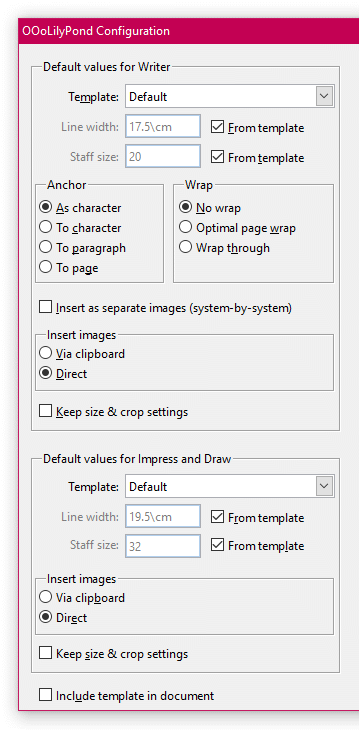 OOoLilyPond Configuration
Default values for Writer
Template: Default
Line width: 17.5\cm From template
Staff size: 20 From template
Anchor Wrap
As character No wrap
To character Optimal page wrap
To paragraph Wrap through
To page
Insert as separate images (system-by-system)
Insert images
Via clipboard
Direct
Keep size & crop settings
Default values for Impress and Draw
Template: Default
Line width: 19.5\cm From template
Staff size: 32 From template
Insert images
Via clipboard
Direct
Keep size & crop settings
Include template in document